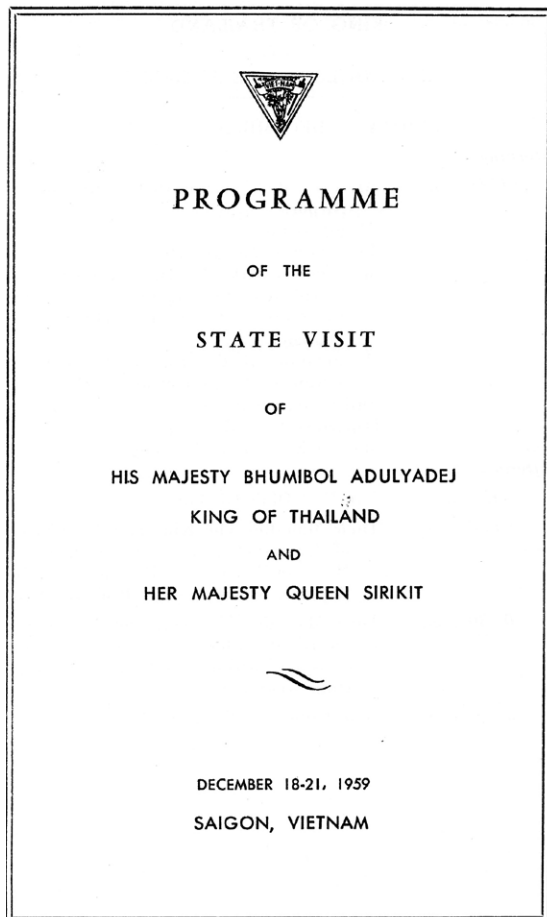 PROGRAMME
OF THE
STATE VISIT
OF
HIS MAJESTY BHUMIBOL ADULYADEJ
KING OF THAILAND
AND
HER MAJESTY QUEEN SIRIKIT
DECEMBER 18-21, 1959
SAIGON, VIETNAM